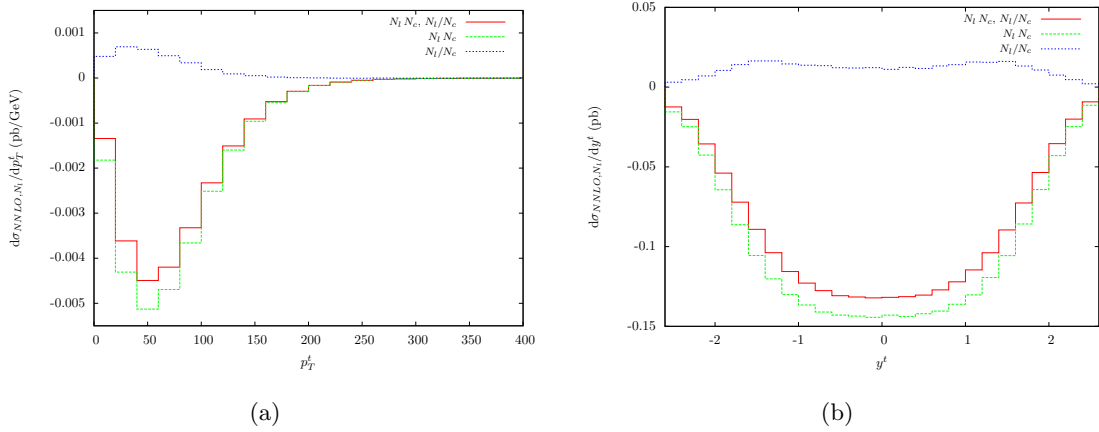 N_l N_c, N_l/N_c
N_l N_c
N_l/N_c
0.001
0
-0.001
-0.002
-0.003
-0.004
-0.005
dσ_{NNLO,N_l}/dp_T^t (pb/GeV)
0 50 100 150 200 250 300 350 400
p_T^t
(a)
N_l N_c, N_l/N_c
N_l N_c
N_l/N_c
0.05
0
-0.05
-0.1
-0.15
dσ_{NNLO,N_l}/dy^t (pb)
-2 -1 0 1 2
y^t
(b)